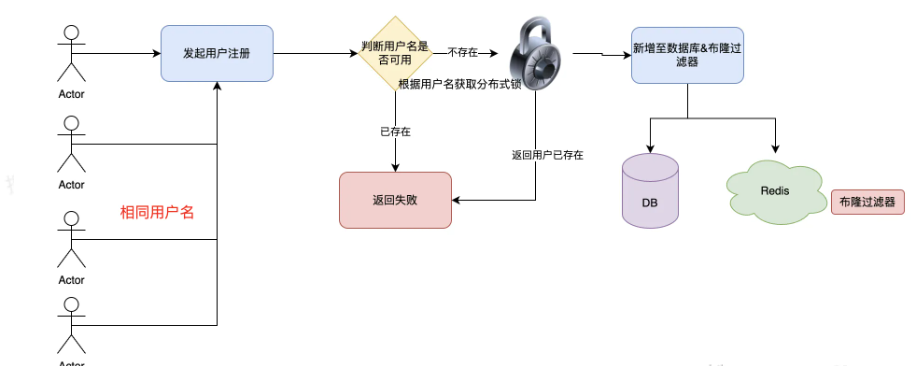 Actor
发起用户注册
判断用户名是
否可用
不存在
根据用户名获取分布式锁
新增至数据库&布隆过
滤器
Actor
已存在
返回用户已存在
相同用户名
返回失败
DB
Redis
布隆过滤器
Actor
Actor